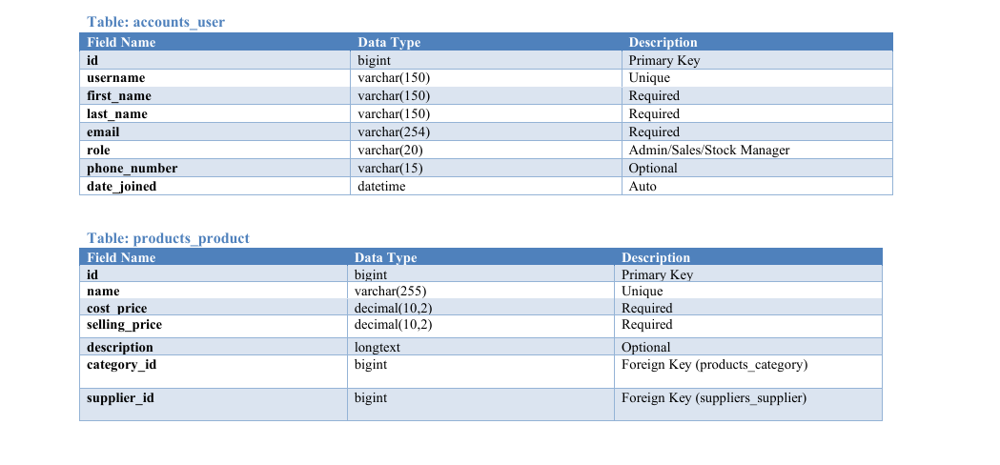 Table: accounts_user
Field Name Data Type Description
id bigint Primary Key
username varchar(150) Unique
first_name varchar(150) Required
last_name varchar(150) Required
email varchar(254) Required
role varchar(20) Admin/Sales/Stock Manager
phone_number varchar(15) Optional
date_joined datetime Auto
Table: products_product
Field Name Data Type Description
id bigint Primary Key
name varchar(255) Unique
cost_price decimal(10,2) Required
selling_price decimal(10,2) Required
description longtext Optional
category_id bigint Foreign Key (products_category)
supplier_id bigint Foreign Key (suppliers_supplier)